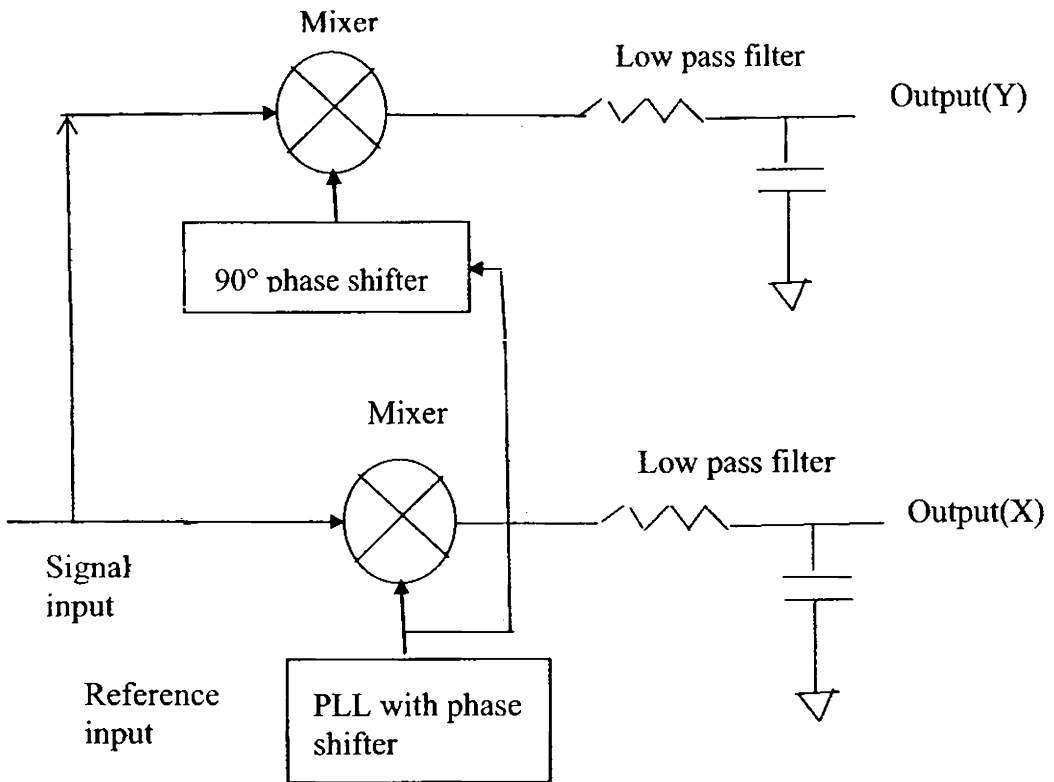 Mixer
Low pass filter
Output(Y)
90° phase shifter
Mixer
Low pass filter
Output(X)
Signal
input
Reference
input
PLL with phase
shifter